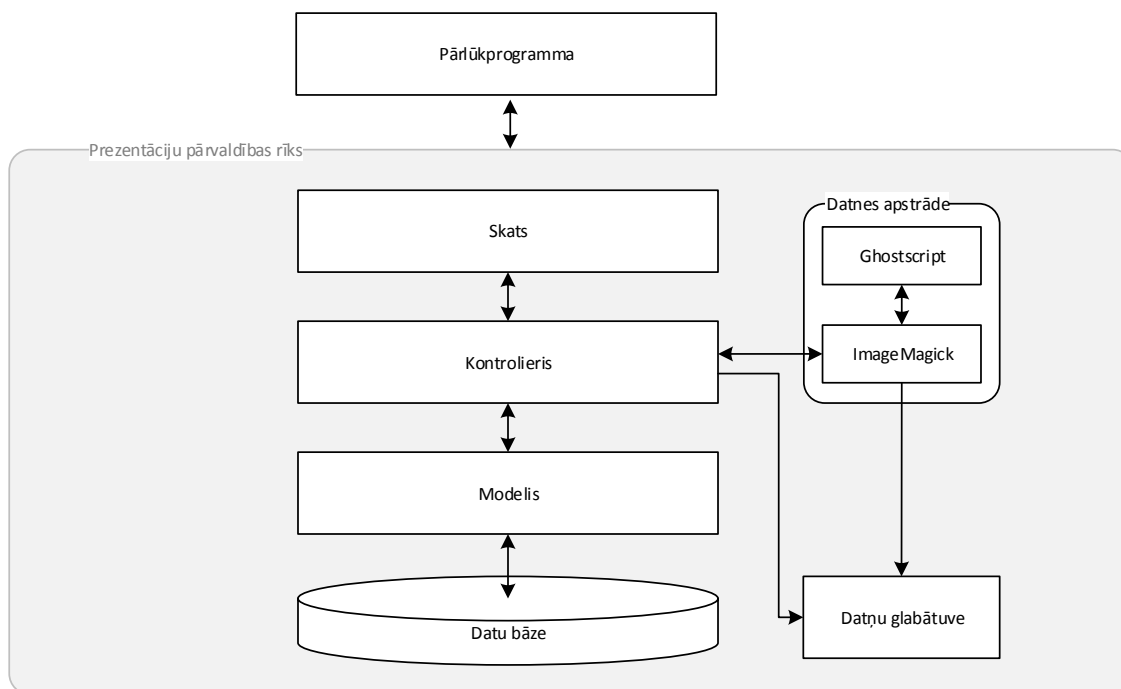 Pārlūkprogramma
Prezentāciju pārvaldības rīks
Skats
Datnes apstrāde
Ghostscript
Kontrolieris
ImageMagick
Modelis
Datu bāze
Datņu glabātuve